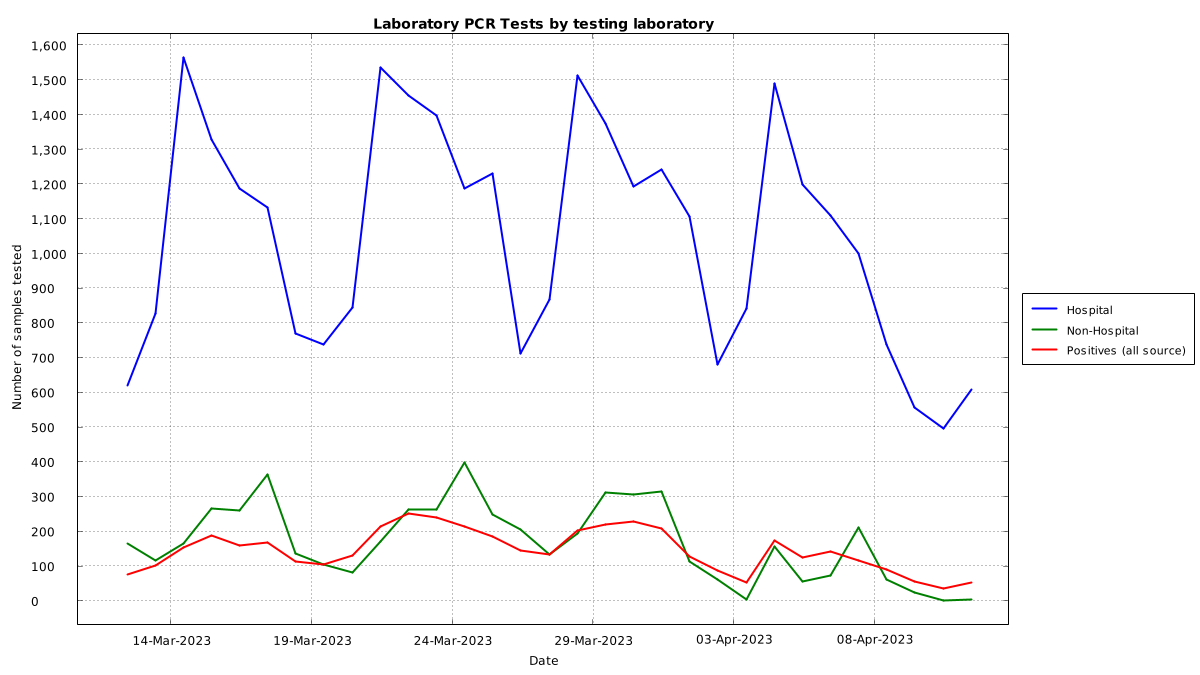 Laboratory PCR Tests by testing laboratory
1,600
1,500
1,400
1,300
1,200
1,100
1,000
900
800
700
600
500
400
300
200
100
0
Number of samples tested
14-Mar-2023 19-Mar-2023 24-Mar-2023 29-Mar-2023 03-Apr-2023 08-Apr-2023
Date
Hospital
Non-Hospital
Positives (all source)